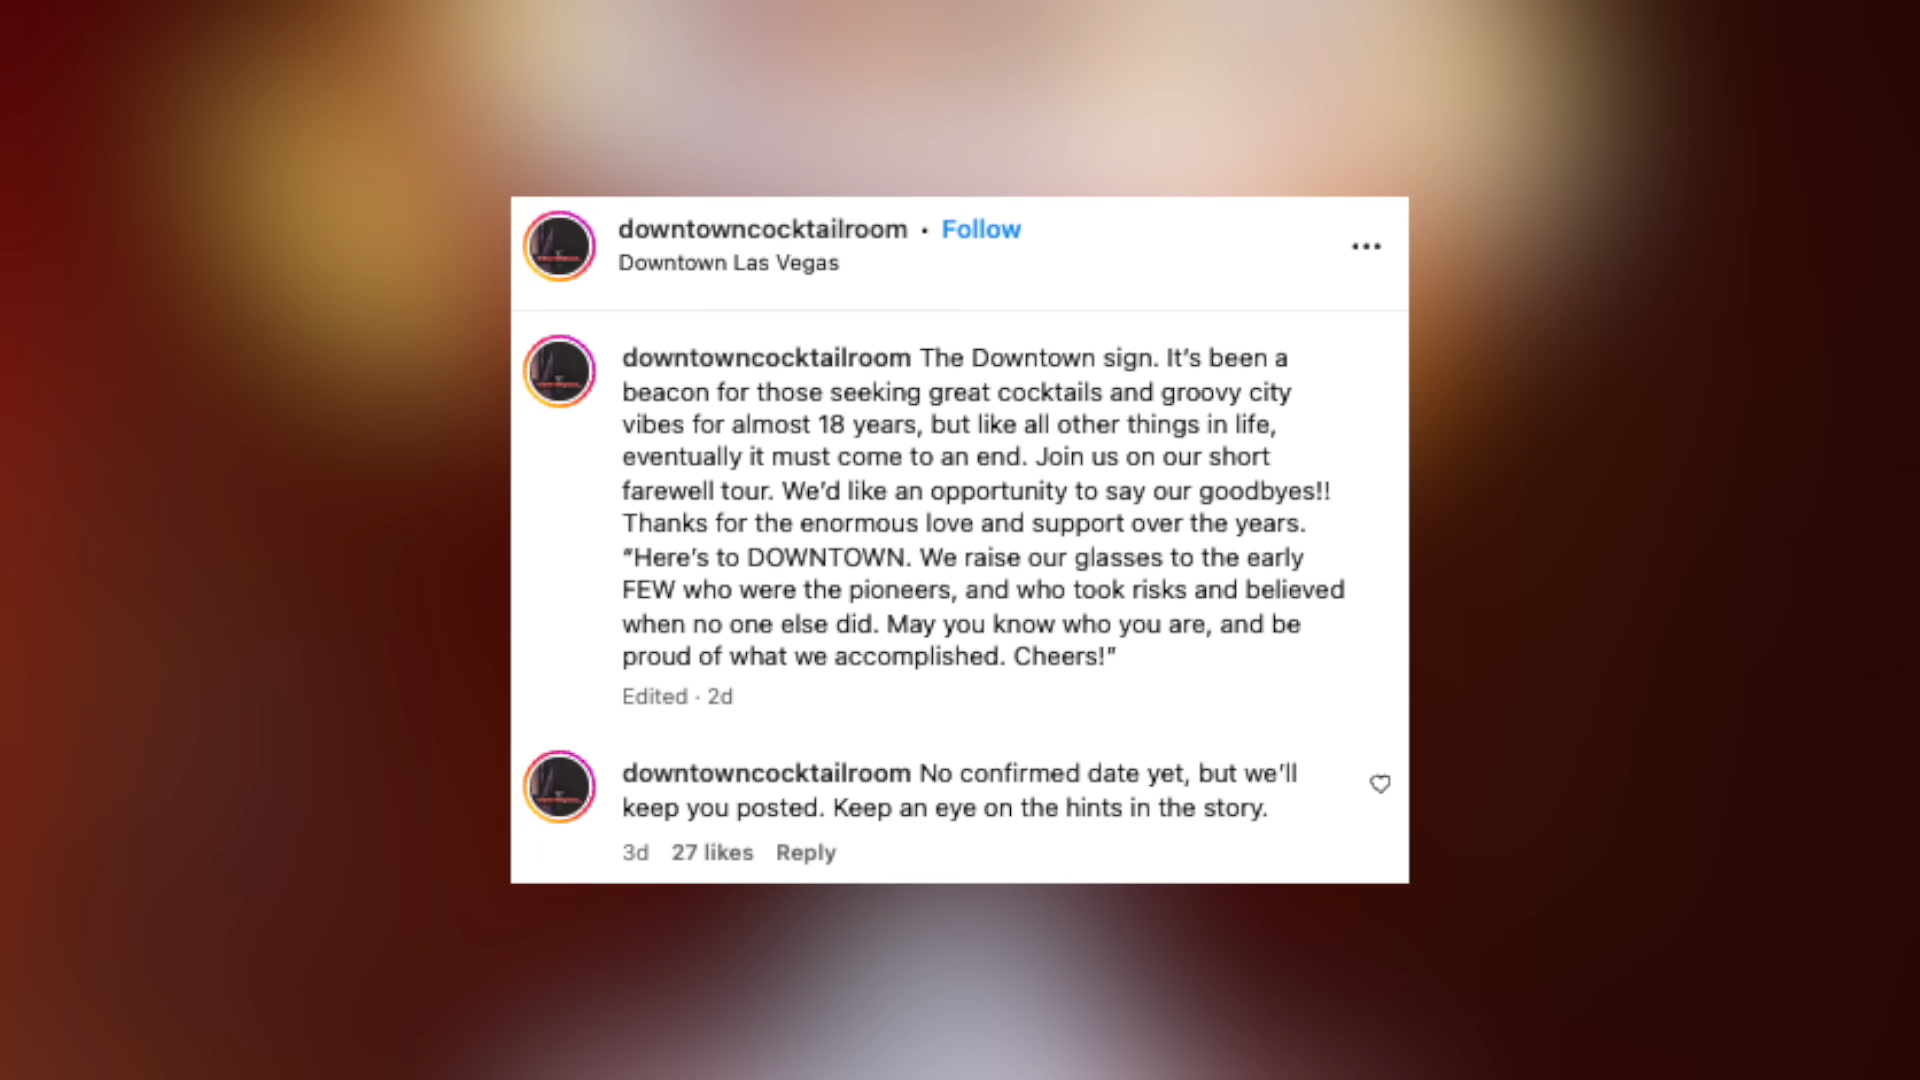 downtowncocktailroom • Follow
Downtown Las Vegas
downtowncocktailroom The Downtown sign. It’s been a
beacon for those seeking great cocktails and groovy city
vibes for almost 18 years, but like all other things in life,
eventually it must come to an end. Join us on our short
farewell tour. We’d like an opportunity to say our goodbyes!!
Thanks for the enormous love and support over the years.
“Here’s to DOWNTOWN. We raise our glasses to the early
FEW who were the pioneers, and who took risks and believed
when no one else did. May you know who you are, and be
proud of what we accomplished. Cheers!”
Edited · 2d
downtowncocktailroom No confirmed date yet, but we’ll
keep you posted. Keep an eye on the hints in the story.
3d 27 likes Reply